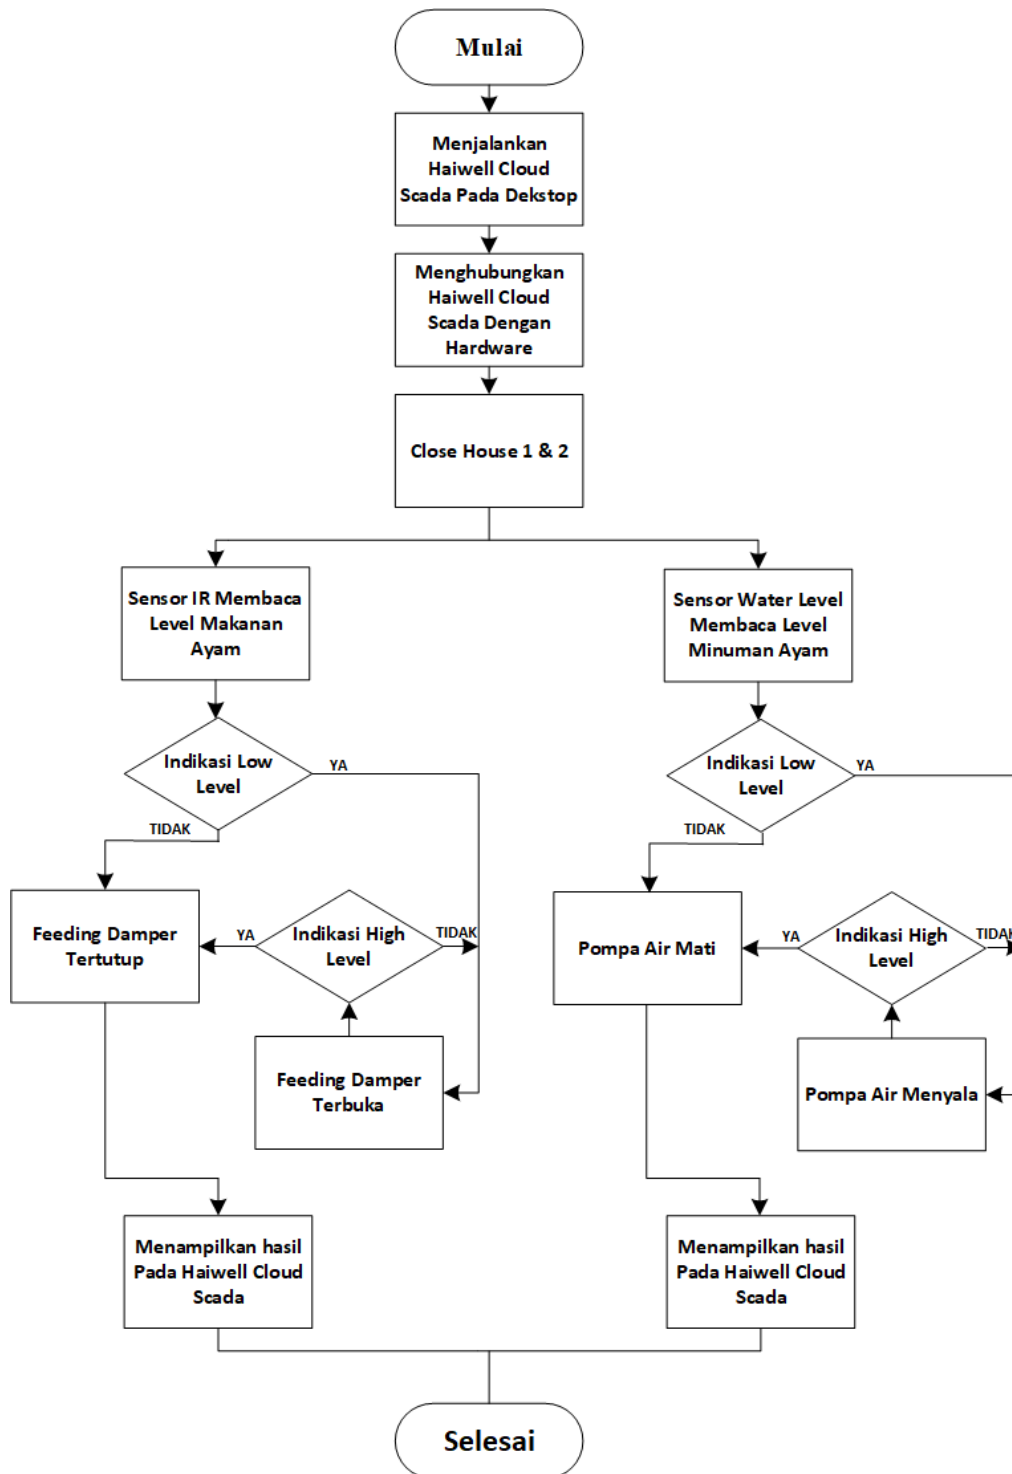 Mulai
Menjalankan
Haiwell Cloud
Scada Pada Dekstop
Menghubungkan
Haiwell Cloud
Scada Dengan
Hardware
Close House 1 & 2
Sensor IR Membaca
Level Makanan
Ayam
Sensor Water Level
Membaca Level
Minuman Ayam
Indikasi Low
Level
YA
TIDAK
Indikasi Low
Level
YA
TIDAK
Feeding Damper
Tertutup
YA
Indikasi High
Level
TIDAK
Pompa Air Mati
YA
Indikasi High
Level
TIDAK
Feeding Damper
Terbuka
Pompa Air Menyala
Menampilkan hasil
Pada Haiwell Cloud
Scada
Menampilkan hasil
Pada Haiwell Cloud
Scada
Selesai